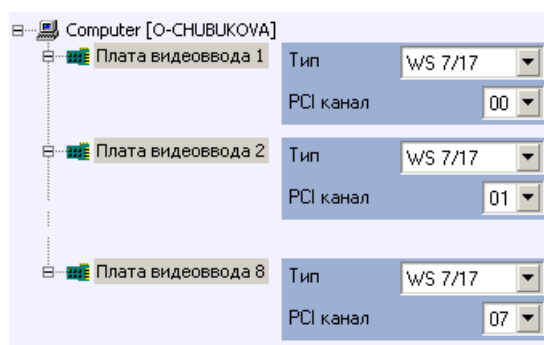 Computer [O-CHUBUKOVA]
Плата видеоввода 1 Тип WS 7/17
PCI канал 00
Плата видеоввода 2 Тип WS 7/17
PCI канал 01
Плата видеоввода 8 Тип WS 7/17
PCI канал 07